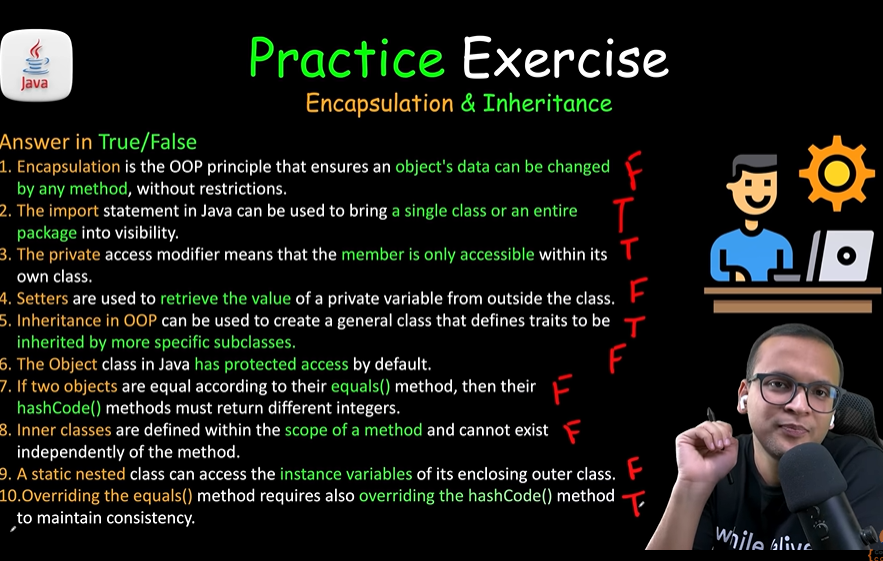 Java
Practice Exercise
Encapsulation & Inheritance
Answer in True/False
1. Encapsulation is the OOP principle that ensures an object's data can be changed
by any method, without restrictions.
F
2. The import statement in Java can be used to bring a single class or an entire
package into visibility.
T
3. The private access modifier means that the member is only accessible within its
own class.
T
4. Setters are used to retrieve the value of a private variable from outside the class.
F
5. Inheritance in OOP can be used to create a general class that defines traits to be
inherited by more specific subclasses.
T
6. The Object class in Java has protected access by default.
F
7. If two objects are equal according to their equals() method, then their
hashCode() methods must return different integers.
F
8. Inner classes are defined within the scope of a method and cannot exist
independently of the method.
F
9. A static nested class can access the instance variables of its enclosing outer class.
F
10.Overriding the equals() method requires also overriding the hashCode() method
to maintain consistency.
T